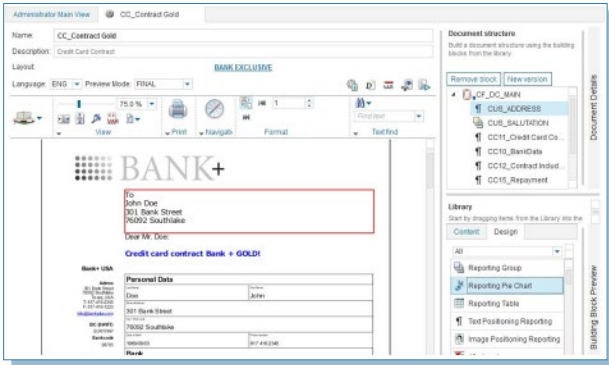 Administrator Main View
CC_Contract Gold
Name:
CC_Contract Gold
Description:
Credit Card Contract
Layout:
BANK EXCLUSIVE
Language:
ENG
Preview Mode:
FINAL
75.0 %
1
View
Print
Navigati
Format
Find text
Text find
BANK+
To
John Doe
301 Bank Street
76092 Southlake
Dear Mr. Doe:
Credit card contract Bank + GOLD!
Bank+ USA
Personal Data
Doe
John
301 Bank Street
76092 Southlake
Bank
Document structure
Build a document structure using the building
blocks from the library.
Remove block
New version
CF_DC_MAIN
CUS_ADDRESS
CUS_SALUTATION
CC11_Credit Card Co...
CC10_BankData
CC12_Contract Includ...
CC15_Repayment
Library
Start by dragging items from the Library into the
Content
Design
All
Reporting Group
Reporting Pie Chart
Reporting Table
Text Positioning Reporting
Image Positioning Reporting
Document Details
Building Block Preview